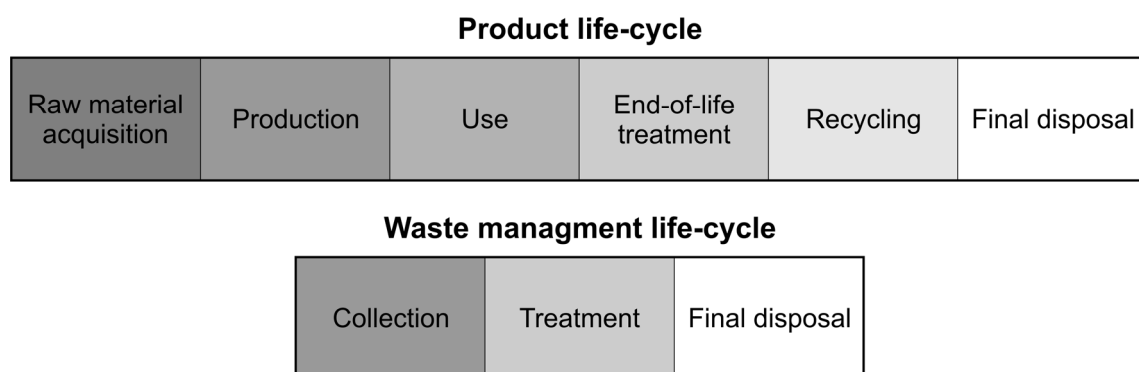 Product life-cycle
Raw material
acquisition
Production
Use
End-of-life
treatment
Recycling
Final disposal
Waste managment life-cycle
Collection
Treatment
Final disposal